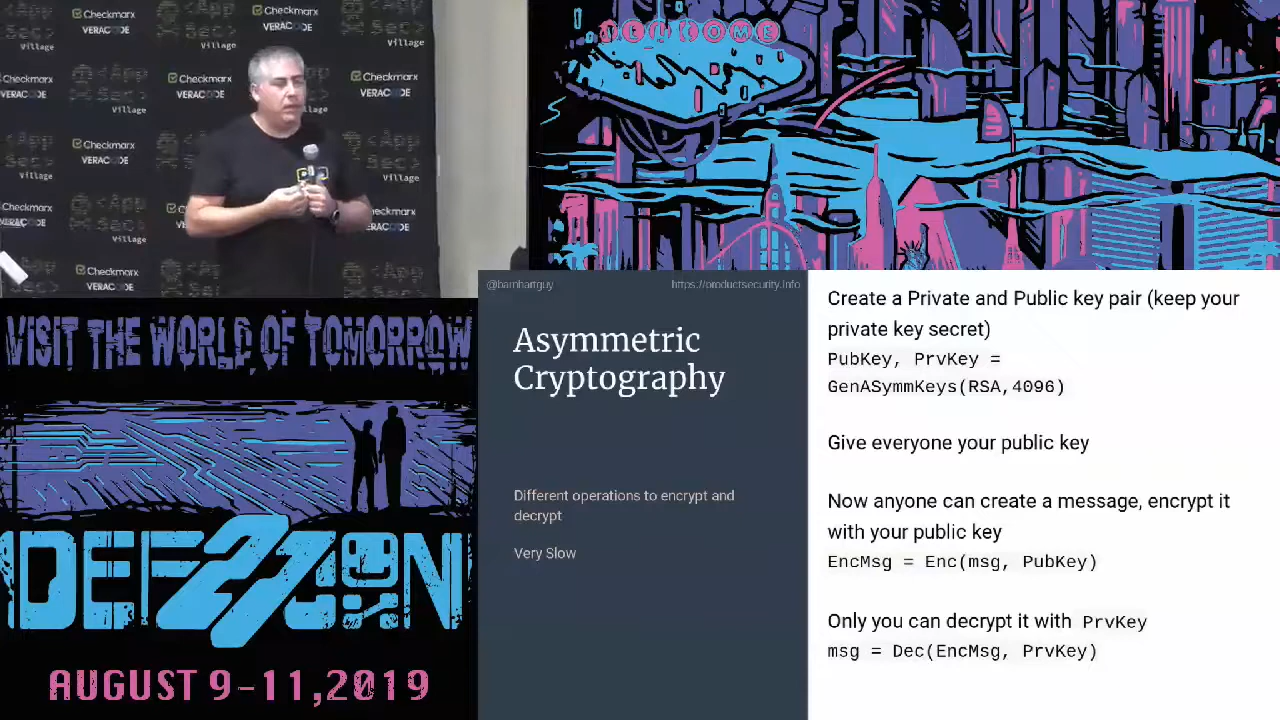 Checkmarx
VERACODE
Village
<App
Sec>
Village
WELCOME
VISIT THE WORLD OF TOMORROW
DEF CON
27
AUGUST 9-11,2019
@barnhartguy
https://productsecurity.info
Asymmetric
Cryptography
Different operations to encrypt and
decrypt
Very Slow
Create a Private and Public key pair (keep your
private key secret)
PubKey, PrvKey =
GenASymmKeys(RSA,4096)
Give everyone your public key
Now anyone can create a message, encrypt it
with your public key
EncMsg = Enc(msg, PubKey)
Only you can decrypt it with PrvKey
msg = Dec(EncMsg, PrvKey)